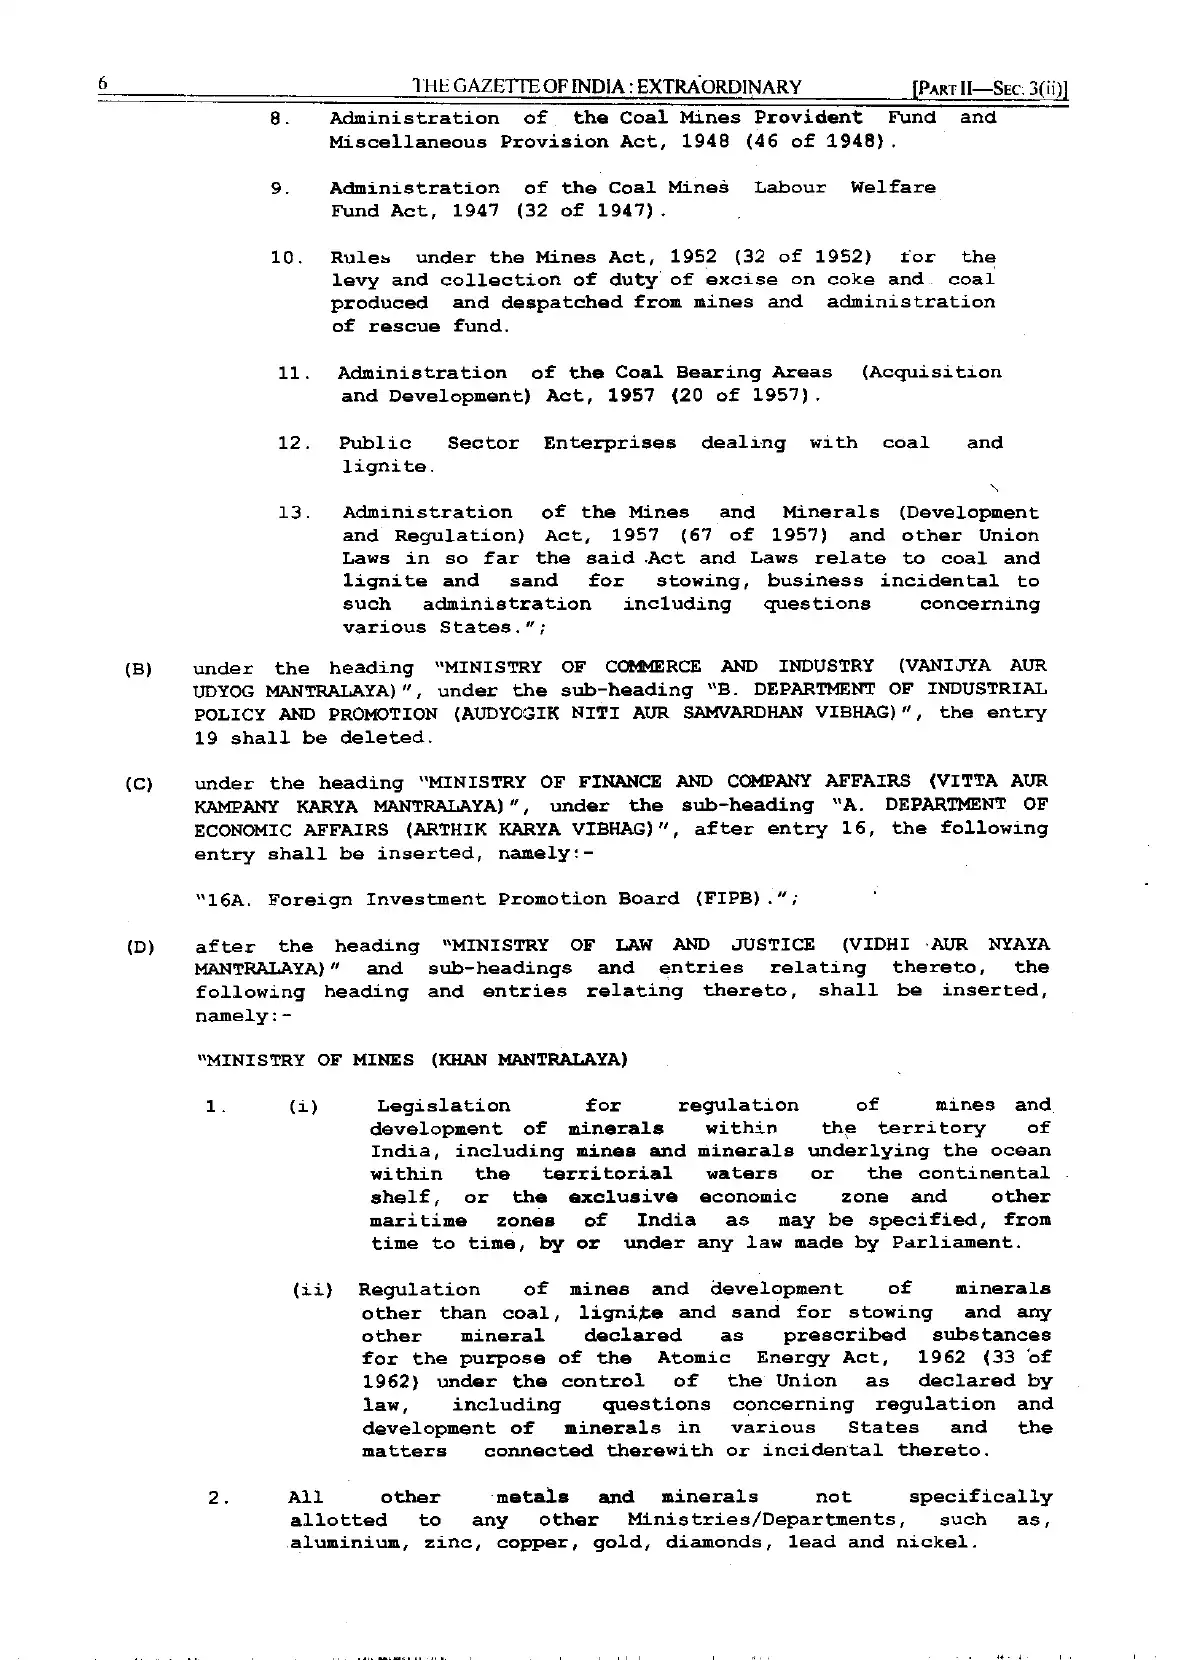 6 THE GAZETTE OF INDIA : EXTRAORDINARY [PART II—SEC. 3(ii)]
8. Administration of the Coal Mines Provident Fund and
Miscellaneous Provision Act, 1948 (46 of 1948).
9. Administration of the Coal Mines Labour Welfare
Fund Act, 1947 (32 of 1947).
10. Rules under the Mines Act, 1952 (32 of 1952) for the
levy and collection of duty of excise on coke and coal
produced and despatched from mines and administration
of rescue fund.
11. Administration of the Coal Bearing Areas (Acquisition
and Development) Act, 1957 (20 of 1957).
12. Public Sector Enterprises dealing with coal and
lignite.
13. Administration of the Mines and Minerals (Development
and Regulation) Act, 1957 (67 of 1957) and other Union
Laws in so far the said Act and Laws relate to coal and
lignite and sand for stowing, business incidental to
such administration including questions concerning
various States.";
(B) under the heading "MINISTRY OF COMMERCE AND INDUSTRY (VANIJYA AUR
UDYOG MANTRALAYA)", under the sub-heading "B. DEPARTMENT OF INDUSTRIAL
POLICY AND PROMOTION (AUDYOGIK NITI AUR SAMVARDHAN VIBHAG)", the entry
19 shall be deleted.
(C) under the heading "MINISTRY OF FINANCE AND COMPANY AFFAIRS (VITTA AUR
KAMPANY KARYA MANTRALAYA)", under the sub-heading "A. DEPARTMENT OF
ECONOMIC AFFAIRS (ARTHIK KARYA VIBHAG)", after entry 16, the following
entry shall be inserted, namely:-
"16A. Foreign Investment Promotion Board (FIPB).";
(D) after the heading "MINISTRY OF LAW AND JUSTICE (VIDHI AUR NYAYA
MANTRALAYA)" and sub-headings and entries relating thereto, the
following heading and entries relating thereto, shall be inserted,
namely:-
"MINISTRY OF MINES (KHAN MANTRALAYA)
1. (i) Legislation for regulation of mines and
development of minerals within the territory of
India, including mines and minerals underlying the ocean
within the territorial waters or the continental
shelf, or the exclusive economic zone and other
maritime zones of India as may be specified, from
time to time, by or under any law made by Parliament.
(ii) Regulation of mines and development of minerals
other than coal, lignite and sand for stowing and any
other mineral declared as prescribed substances
for the purpose of the Atomic Energy Act, 1962 (33 of
1962) under the control of the Union as declared by
law, including questions concerning regulation and
development of minerals in various States and the
matters connected therewith or incidental thereto.
2. All other metals and minerals not specifically
allotted to any other Ministries/Departments, such as,
aluminium, zinc, copper, gold, diamonds, lead and nickel.